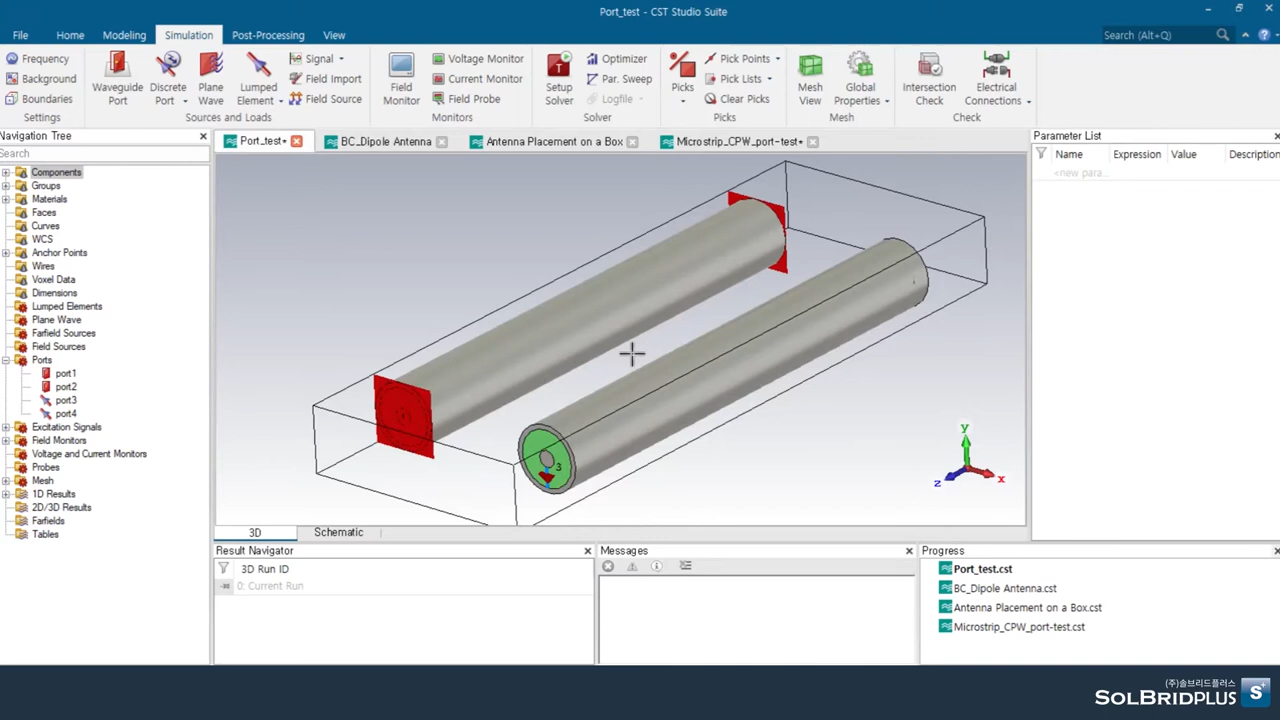 Port_test - CST Studio Suite
File Home Modeling Simulation Post-Processing View Search (Alt+Q)
Frequency
Background
Boundaries
Settings
Waveguide Port
Discrete Port
Plane Wave
Lumped Element
Signal
Field Import
Field Source
Sources and Loads
Field Monitor
Voltage Monitor
Current Monitor
Field Probe
Monitors
Setup Solver
Optimizer
Par. Sweep
Logfile
Solver
Picks
Pick Points
Pick Lists
Clear Picks
Picks
Mesh View
Global Properties
Mesh
Intersection Check
Electrical Connections
Check
Navigation Tree
Search
Components
Groups
Materials
Faces
Curves
WCS
Anchor Points
Wires
Voxel Data
Dimensions
Lumped Elements
Plane Wave
Farfield Sources
Field Sources
Ports
port1
port2
port3
port4
Excitation Signals
Field Monitors
Voltage and Current Monitors
Probes
Mesh
1D Results
2D/3D Results
Farfields
Tables
Port_test* BC_Dipole Antenna Antenna Placement on a Box Microstrip_CPW_port-test*
3
y
z
x
3D Schematic
Parameter List
Name Expression Value Description
<new para...
Result Navigator
3D Run ID
0: Current Run
Messages
Progress
Port_test.cst
BC_Dipole Antenna.cst
Antenna Placement on a Box.cst
Microstrip_CPW_port-test.cst
(주)솔브리드플러스
SOLBRIDPLUS S+